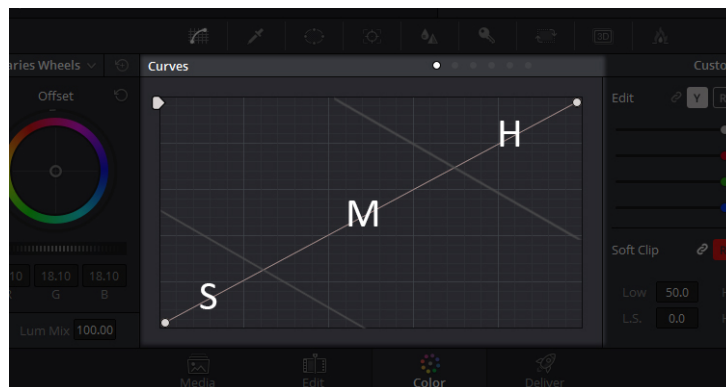 aries Wheels
Curves
Custo
Offset
Edit
Y
R
H
M
S
Soft Clip
R
10 18.10 18.10
G B
Low 50.0
L.S. 0.0
Lum Mix 100.00
3D
Media Edit Color Deliver